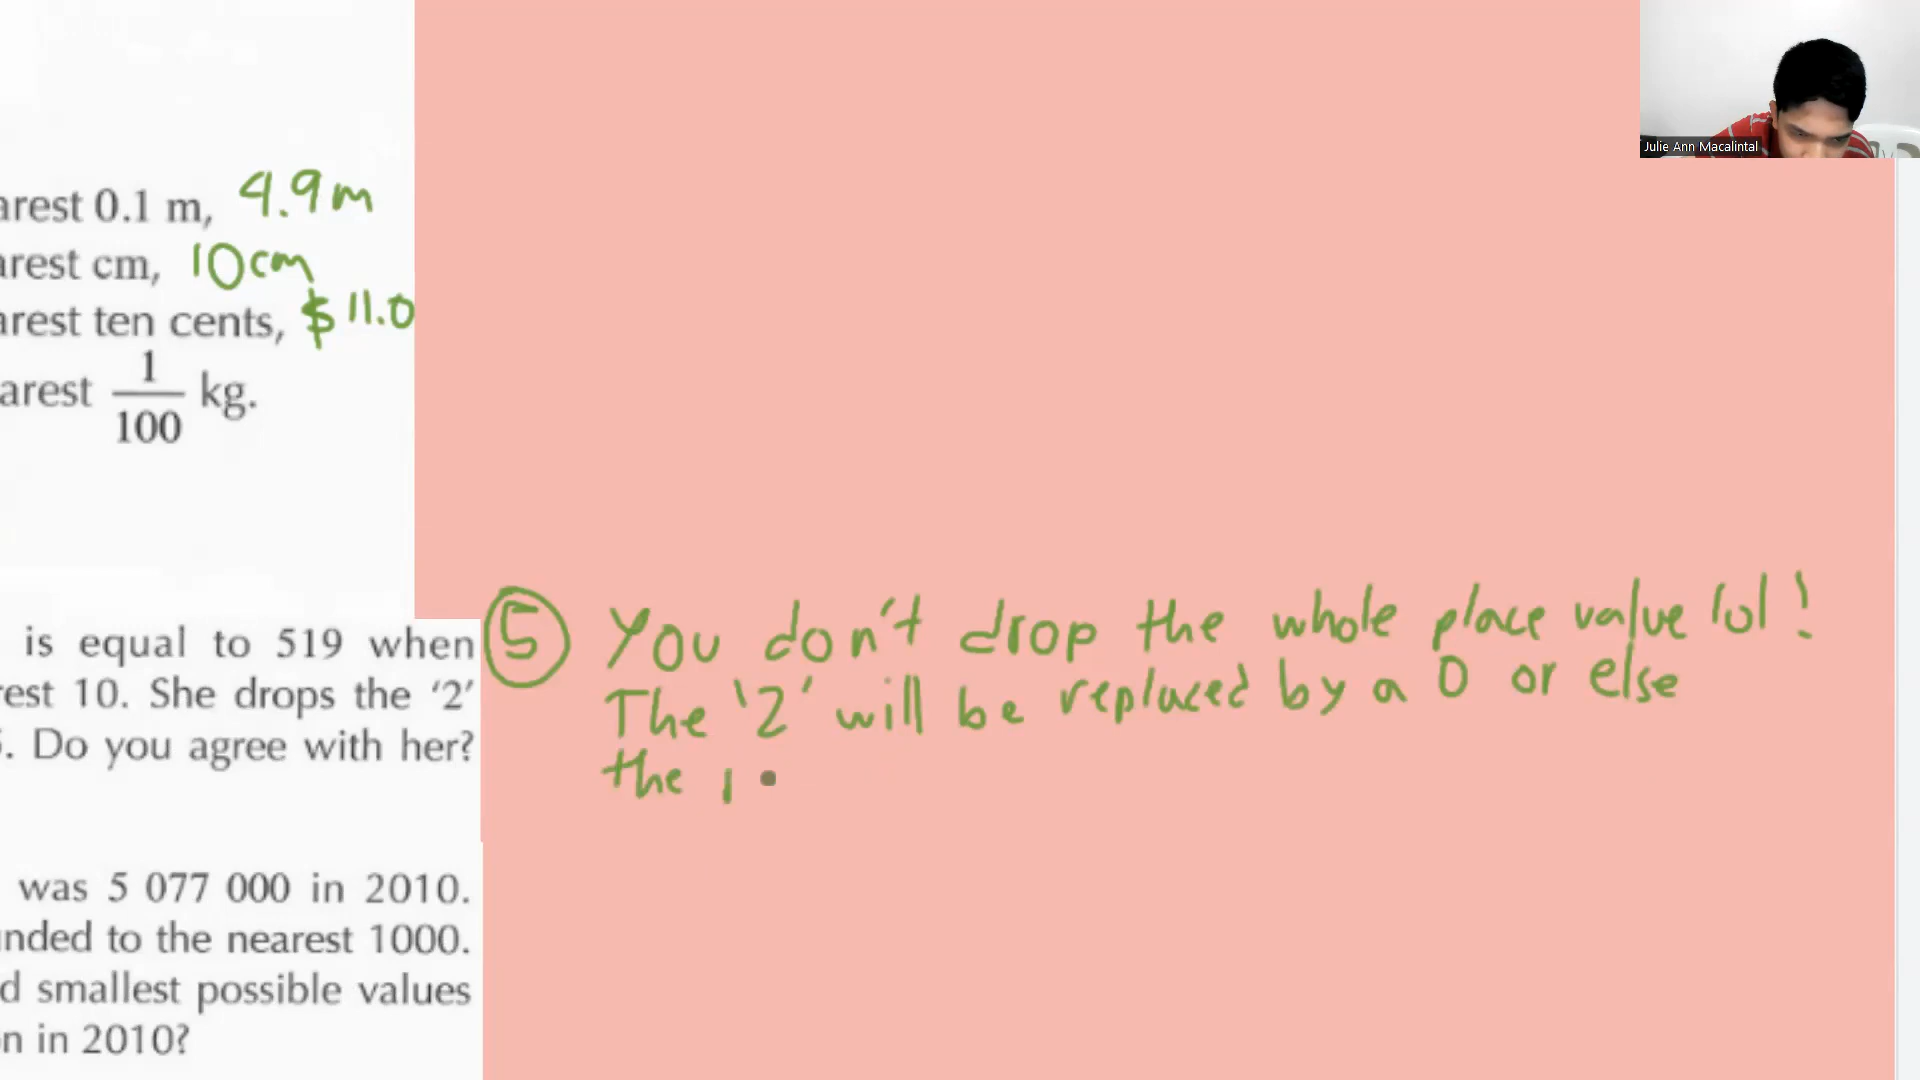 Julie Ann Macalintal
arest 0.1 m, 4.9m
arest cm, 10cm
arest ten cents, $11.0
arest 1/100 kg.
is equal to 519 when
rest 10. She drops the ‘2’
. Do you agree with her?
⑤ You don't drop the whole place value lol!
The '2' will be replaced by a 0 or else
the
was 5 077 000 in 2010.
nded to the nearest 1000.
d smallest possible values
n in 2010?